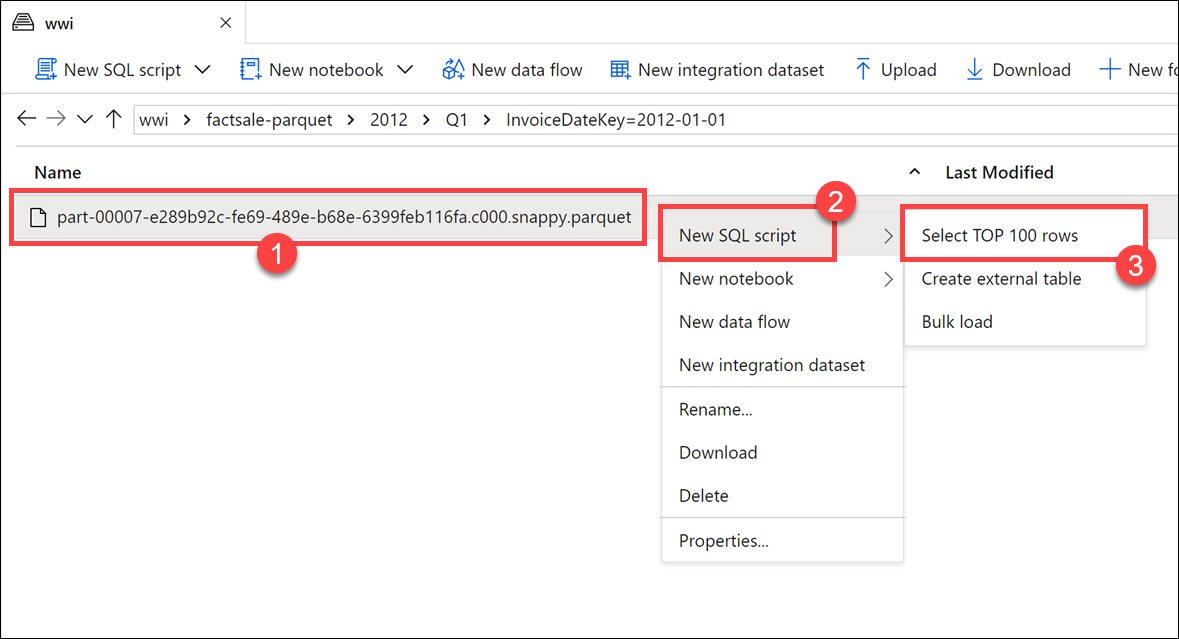 wwi
New SQL script New notebook New data flow New integration dataset Upload Download New fo
wwi > factsale-parquet > 2012 > Q1 > InvoiceDateKey=2012-01-01
Name Last Modified
part-00007-e289b92c-fe69-489e-b68e-6399feb116fa.c000.snappy.parquet
1
2
New SQL script
New notebook
New data flow
New integration dataset
Rename...
Download
Delete
Properties...
Select TOP 100 rows
3
Create external table
Bulk load